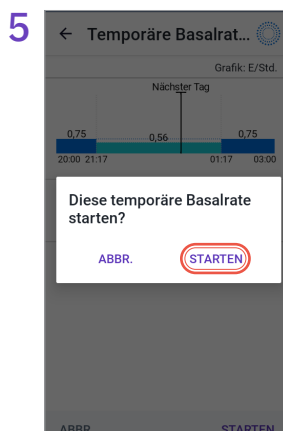 5
← Temporäre Basalrat...
Grafik: E/Std.
Nächster Tag
0,75 0,56 0,75
20:00 21:17 01:17 03:00
Diese temporäre Basalrate
starten?
ABBR. STARTEN
ABBR. STARTEN